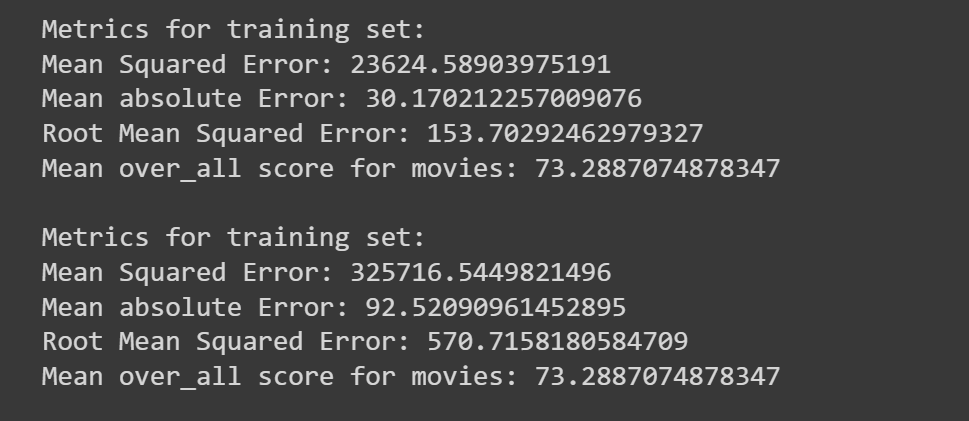 Metrics for training set:
Mean Squared Error: 23624.58903975191
Mean absolute Error: 30.170212257009076
Root Mean Squared Error: 153.70292462979327
Mean over_all score for movies: 73.2887074878347
Metrics for training set:
Mean Squared Error: 325716.5449821496
Mean absolute Error: 92.52090961452895
Root Mean Squared Error: 570.7158180584709
Mean over_all score for movies: 73.2887074878347